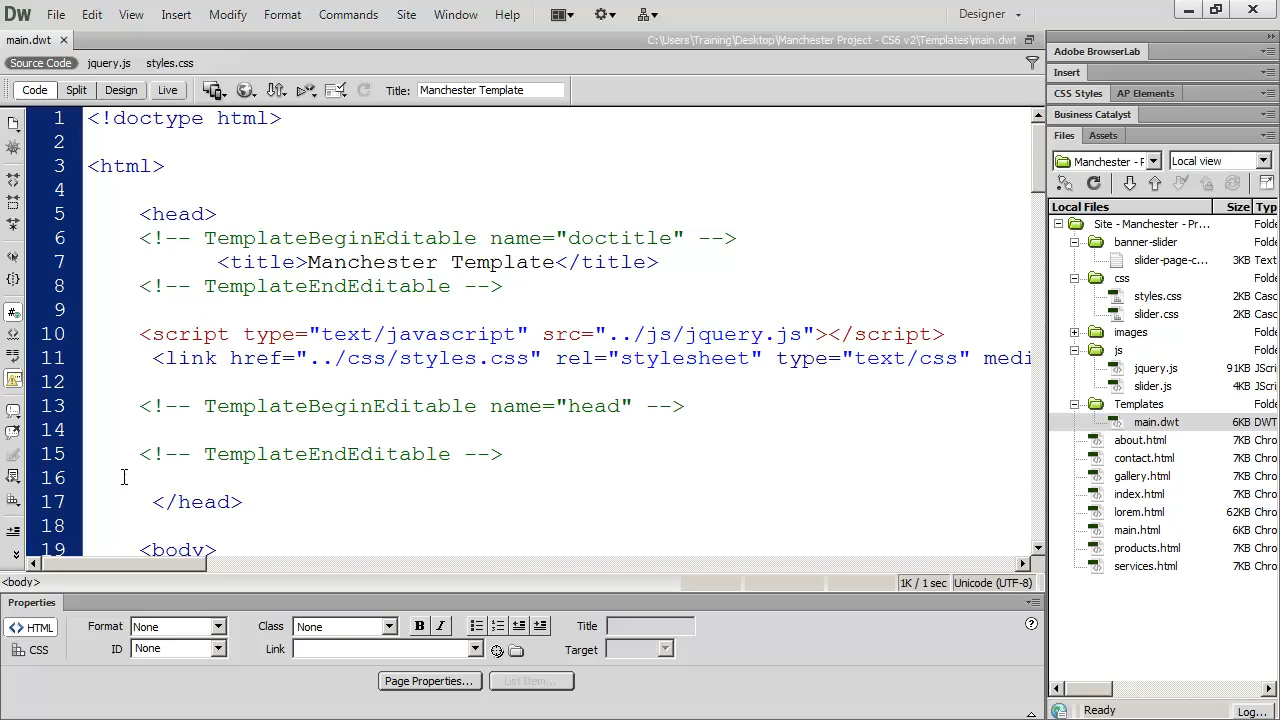 Dw File Edit View Insert Modify Format Commands Site Window Help Designer
main.dwt C:\Users\Training\Desktop\Manchester Project - CS6 v2\Templates\main.dwt
Source Code jquery.js styles.css
Code Split Design Live Title: Manchester Template
1 <!doctype html>
2
3 <html>
4
5 <head>
6 <!-- TemplateBeginEditable name="doctitle" -->
7 <title>Manchester Template</title>
8 <!-- TemplateEndEditable -->
9
10 <script type="text/javascript" src="../js/jquery.js"></script>
11 <link href="../css/styles.css" rel="stylesheet" type="text/css" medi
12
13 <!-- TemplateBeginEditable name="head" -->
14
15 <!-- TemplateEndEditable -->
16
17 </head>
18
19 <body>
<body> 1K / 1 sec Unicode (UTF-8)
Properties
<> HTML Format None Class None B I Title
CSS ID None Link Target
Page Properties... List Item...
Adobe BrowserLab
Insert
CSS Styles AP Elements
Business Catalyst
Files Assets
Manchester - F Local view
Local Files Size Typ
Site - Manchester - Pr... Folde
banner-slider Folde
slider-page-c... 3KB Text
css Folde
styles.css 2KB Casc
slider.css 2KB Casc
images Folde
js Folde
jquery.js 91KB JScri
slider.js 4KB JScri
Templates Folde
main.dwt 6KB DWT
about.html 7KB Chro
contact.html 7KB Chro
gallery.html 7KB Chro
index.html 7KB Chro
lorem.html 62KB Chro
main.html 6KB Chro
products.html 7KB Chro
services.html 7KB Chro
Ready Log...